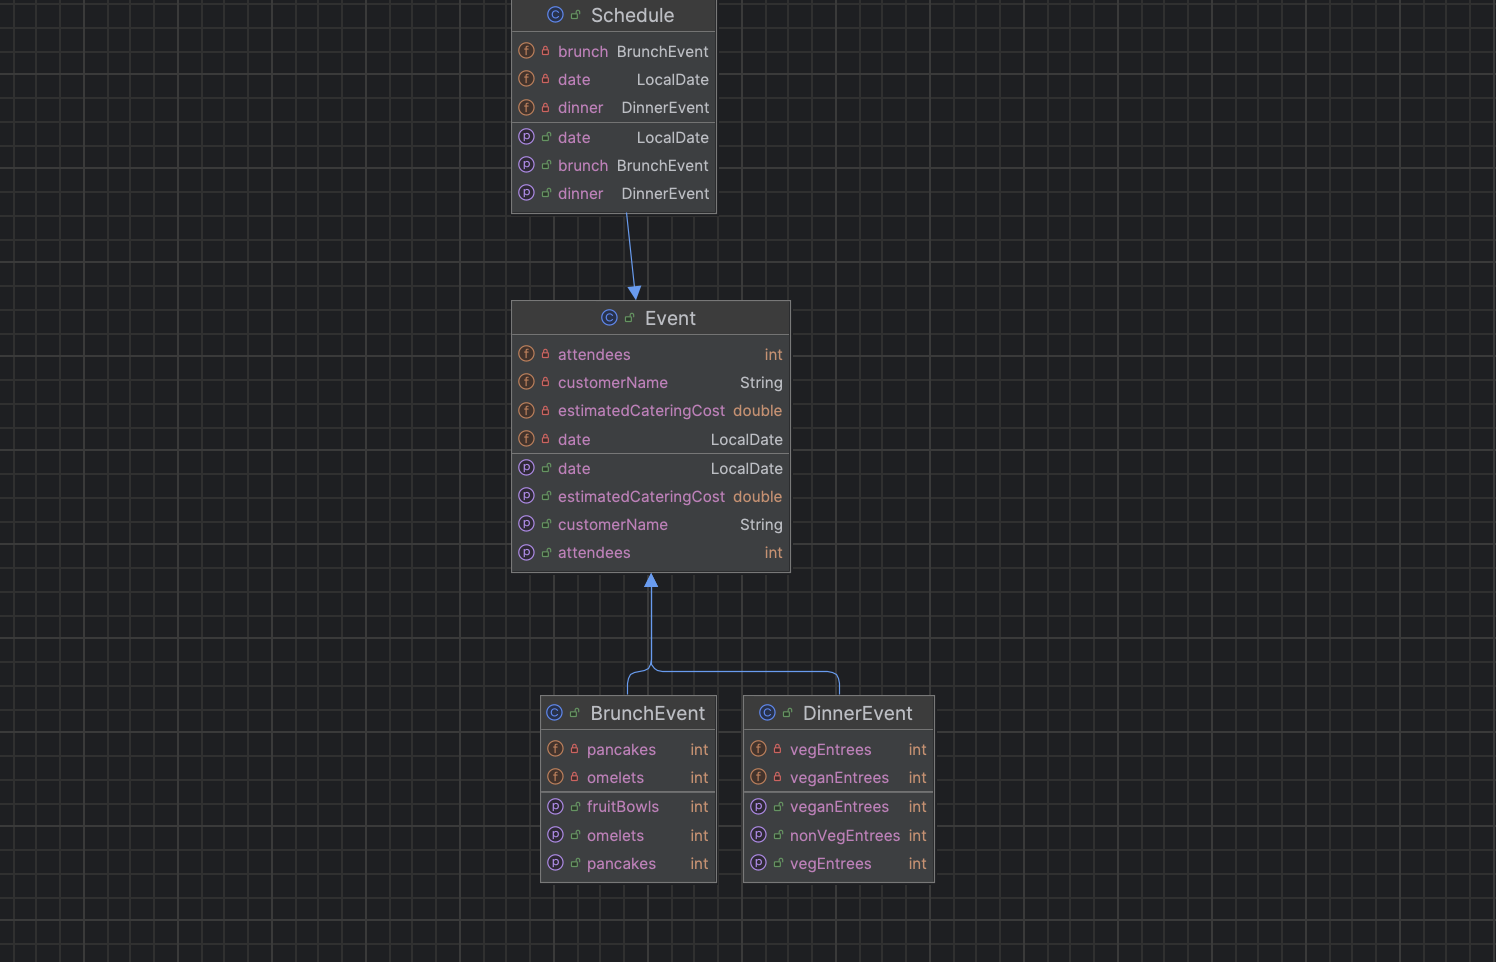 Schedule
brunch BrunchEvent
date LocalDate
dinner DinnerEvent
date LocalDate
brunch BrunchEvent
dinner DinnerEvent
Event
attendees int
customerName String
estimatedCateringCost double
date LocalDate
date LocalDate
estimatedCateringCost double
customerName String
attendees int
BrunchEvent
pancakes int
omelets int
fruitBowls int
omelets int
pancakes int
DinnerEvent
vegEntrees int
veganEntrees int
veganEntrees int
nonVegEntrees int
vegEntrees int